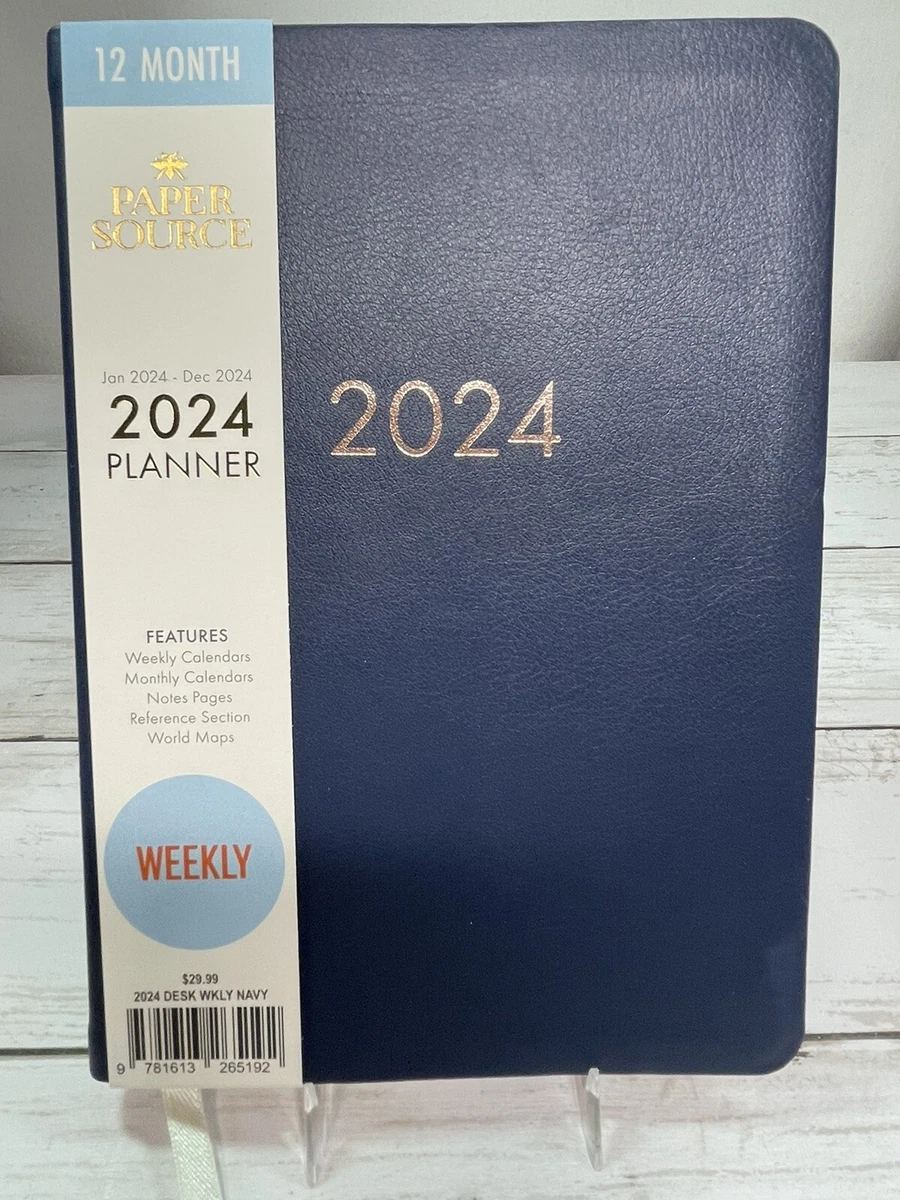 12 MONTH
PAPER
SOURCE
Jan 2024 - Dec 2024
2024
PLANNER
FEATURES
Weekly Calendars
Monthly Calendars
Notes Pages
Reference Section
World Maps
WEEKLY
$29.99
2024 DESK WKLY NAVY
9 781613 265192
2024